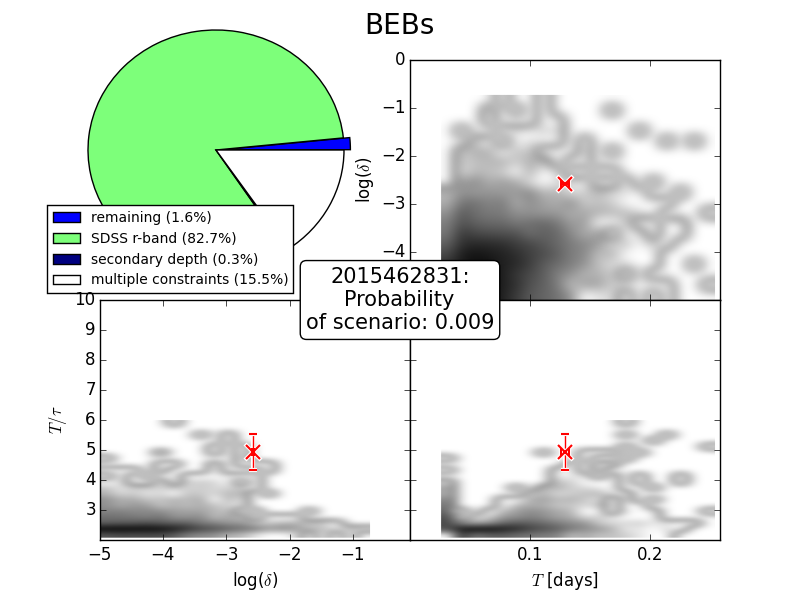 BEBs
0
−1
−2
−3
−4
log(δ)
remaining (1.6%)
SDSS r-band (82.7%)
secondary depth (0.3%)
multiple constraints (15.5%)
2015462831:
Probability
of scenario: 0.009
10
9
8
7
6
5
4
3
T/τ
−5 −4 −3 −2 −1
log(δ)
0.1 0.2
T [days]